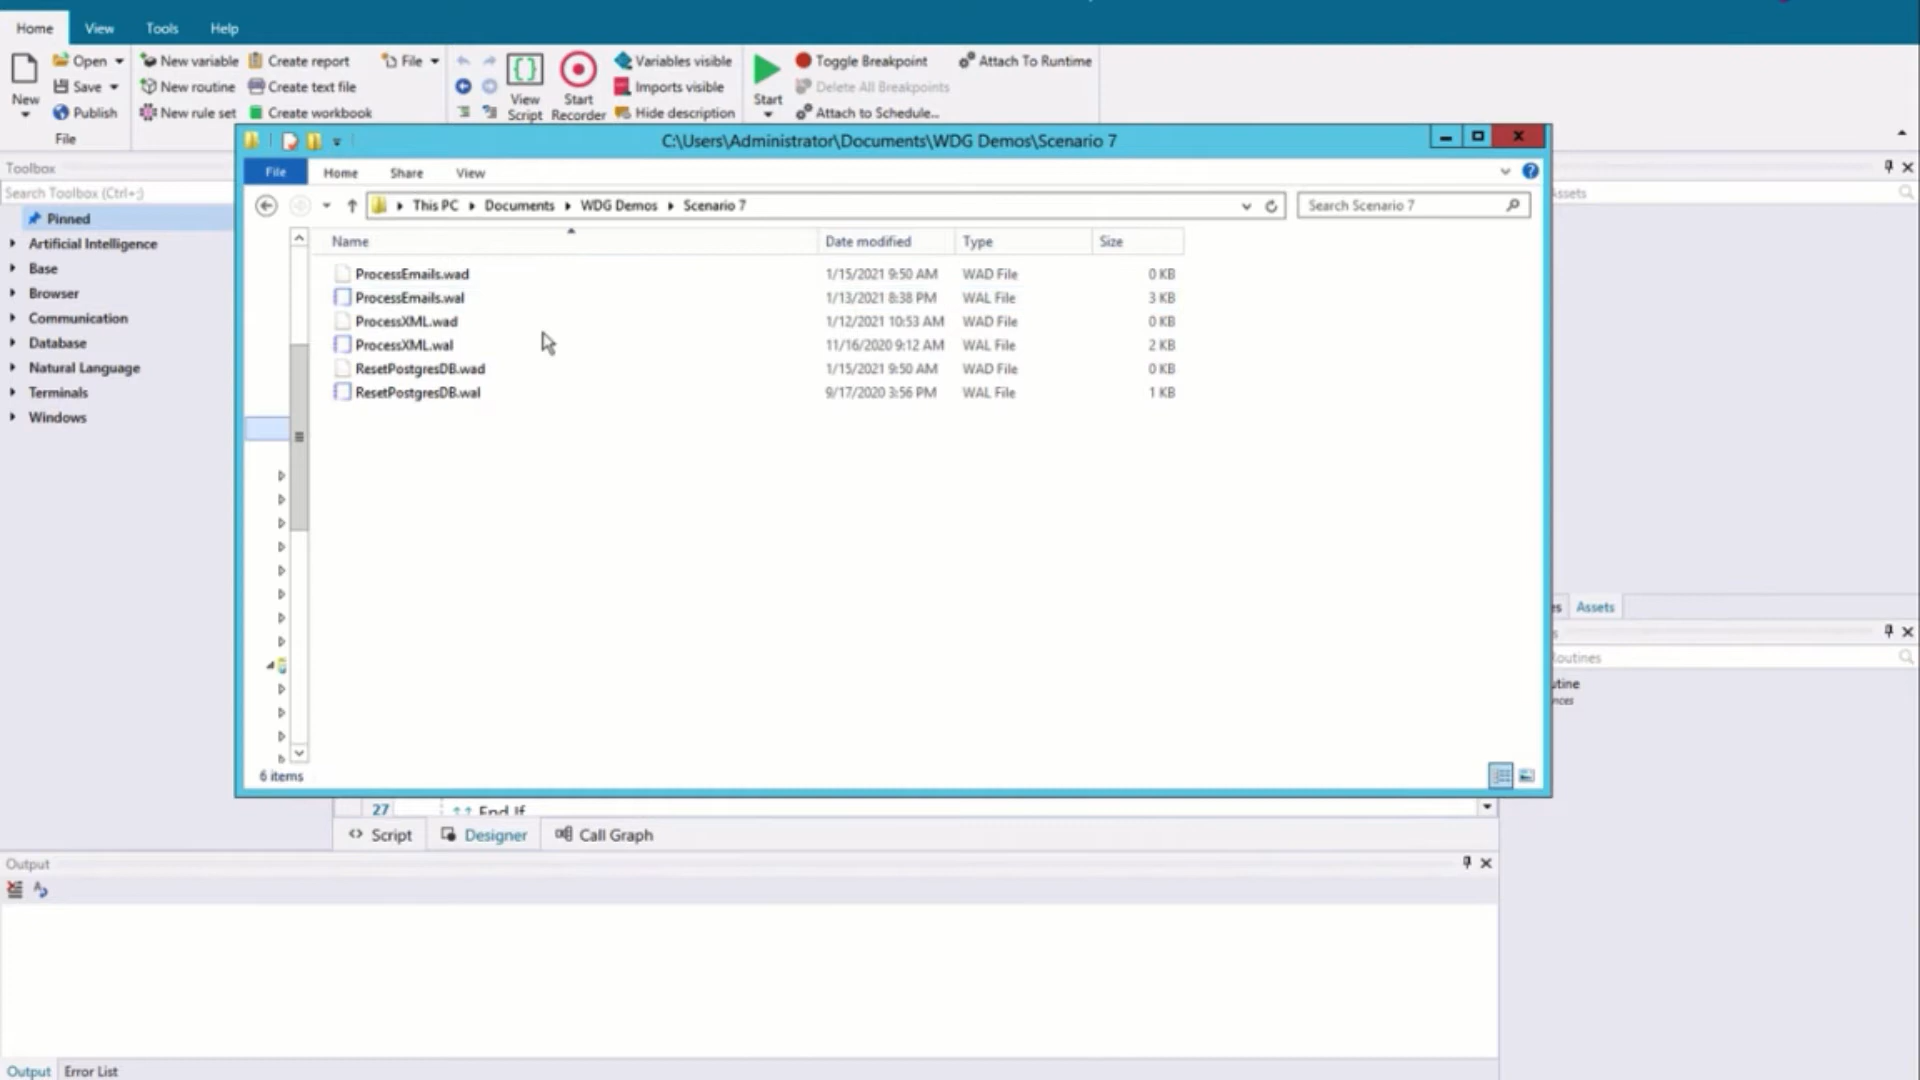 Home View Tools Help
New
Open
Save
Publish
File
New variable
New routine
New rule set
Create report
Create text file
Create workbook
File
View Script
Start Recorder
Variables visible
Imports visible
Hide description
Start
Toggle Breakpoint
Delete All Breakpoints
Attach to Schedule...
Attach To Runtime
C:\Users\Administrator\Documents\WDG Demos\Scenario 7
File Home Share View
This PC Documents WDG Demos Scenario 7
Search Scenario 7
Name Date modified Type Size
ProcessEmails.wad 1/15/2021 9:50 AM WAD File 0 KB
ProcessEmails.wal 1/13/2021 8:38 PM WAL File 3 KB
ProcessXML.wad 1/12/2021 10:53 AM WAD File 0 KB
ProcessXML.wal 11/16/2020 9:12 AM WAL File 2 KB
ResetPostgresDB.wad 1/15/2021 9:50 AM WAD File 0 KB
ResetPostgresDB.wal 9/17/2020 3:56 PM WAL File 1 KB
6 items
Toolbox
Search Toolbox (Ctrl+;)
Pinned
Artificial Intelligence
Base
Browser
Communication
Database
Natural Language
Terminals
Windows
Assets
Assets
27 End If
Script Designer Call Graph
Output
Output Error List